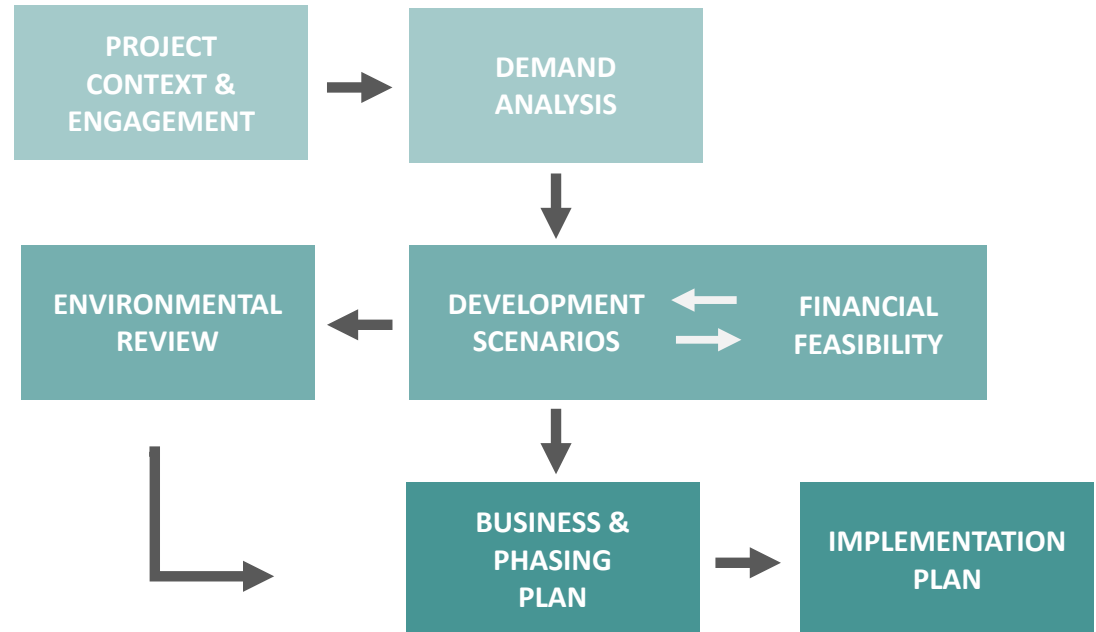 PROJECT
CONTEXT &
ENGAGEMENT
DEMAND
ANALYSIS
ENVIRONMENTAL
REVIEW
DEVELOPMENT
SCENARIOS
FINANCIAL
FEASIBILITY
BUSINESS &
PHASING
PLAN
IMPLEMENTATION
PLAN